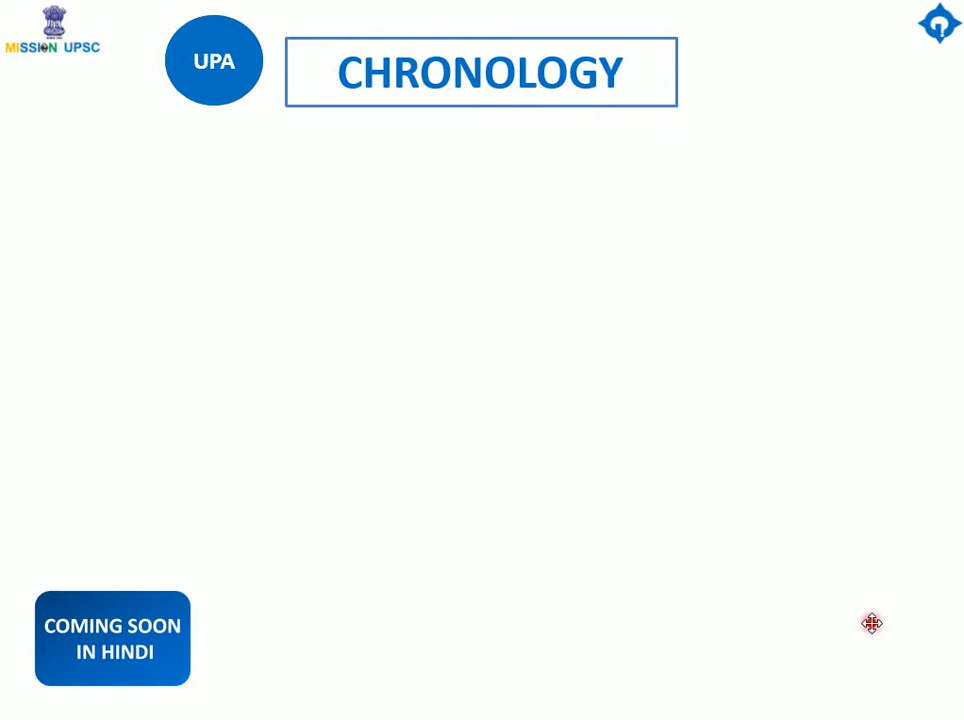 MISSION UPSC
UPA
CHRONOLOGY
COMING SOON
IN HINDI